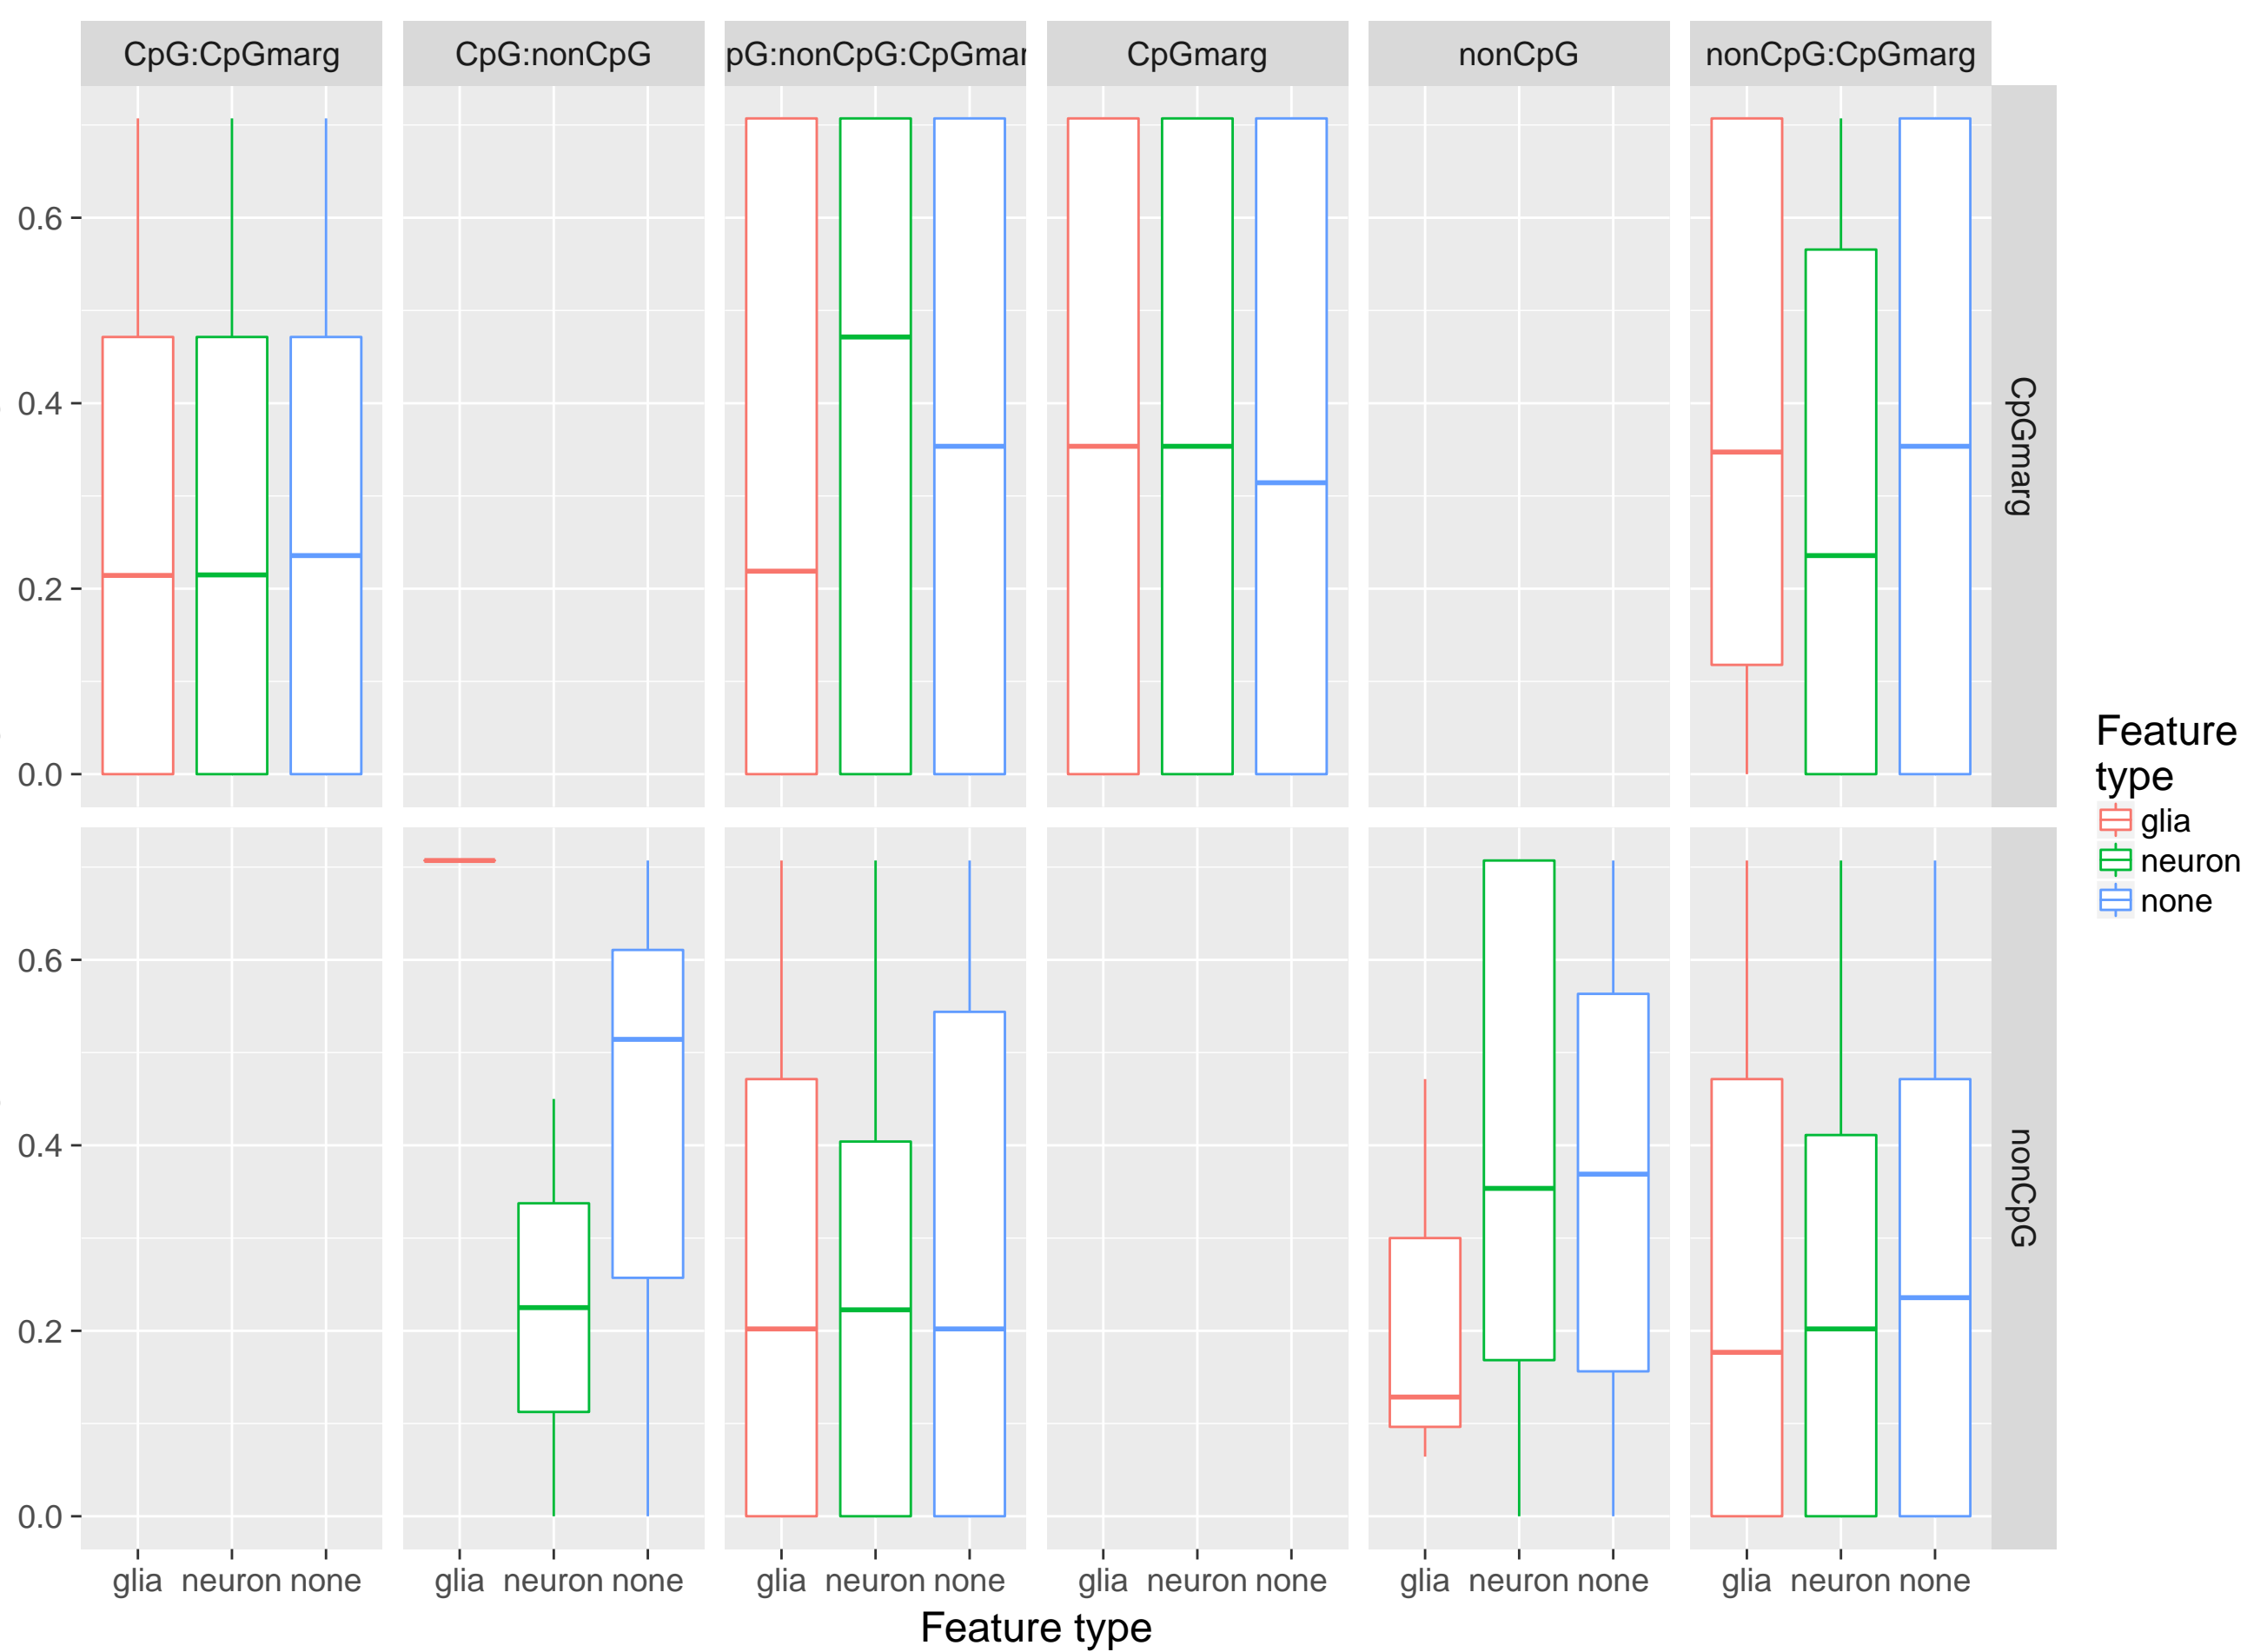 CpG:CpGmarg CpG:nonCpG pG:nonCpG:CpGmar CpGmarg nonCpG nonCpG:CpGmarg
0.6
0.4
0.2
0.0
CpGmarg
0.6
0.4
0.2
0.0
nonCpG
glia neuron none glia neuron none glia neuron none glia neuron none glia neuron none glia neuron none
Feature type
Feature
type
glia
neuron
none